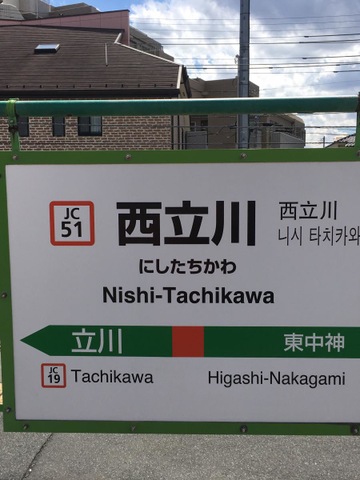 JC
51
西立川
西立川
니시 타치카와
にしたちかわ
Nishi-Tachikawa
立川
東中神
JC
19
Tachikawa
Higashi-Nakagami